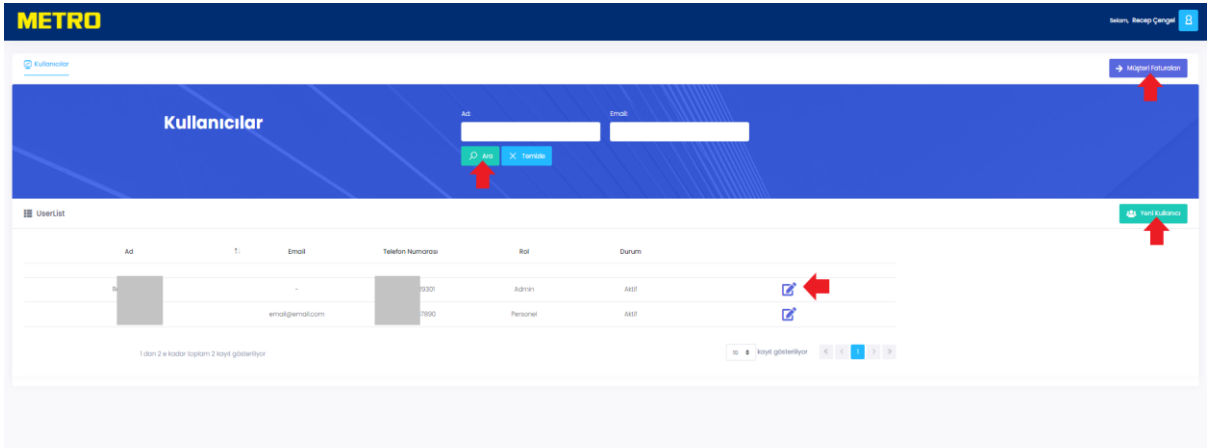 METRO
Selam, Recep Çengel
Kullanıcılar
Müşteri Faturaları
Kullanıcılar
Ad:
Email:
Ara
Temizle
UserList
Yeni Kullanıcı
Ad
Email
Telefon Numarası
Rol
Durum
- 19301 Admin Aktif
email@email.com 7890 Personel Aktif
1 dan 2 e kadar toplam 2 kayıt gösteriliyor
10 kayıt gösteriliyor
1